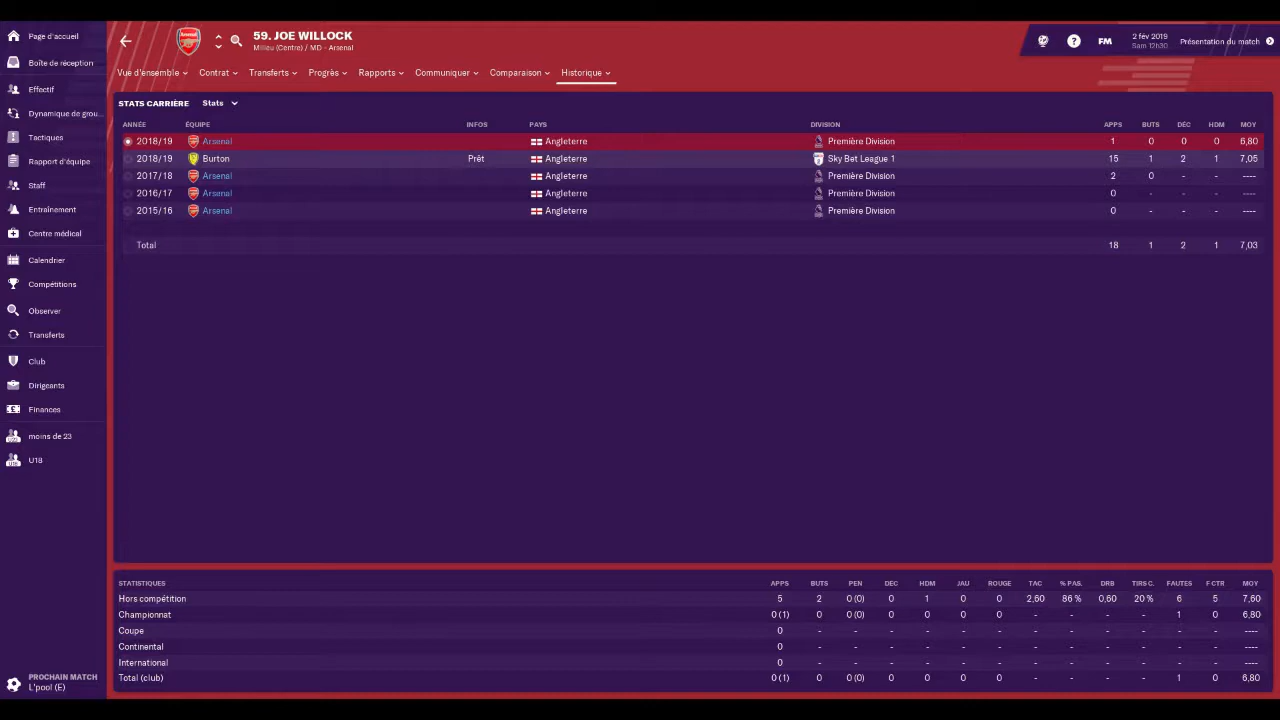 59. JOE WILLOCK
Milieu (Centre) / MD - Arsenal
FM
2 fév 2019
Sam 12h30
Présentation du match
Vue d'ensemble Contrat Transferts Progrès Rapports Communiquer Comparaison Historique
Page d'accueil
Boîte de réception
Effectif
Dynamique de grou...
Tactiques
Rapport d'équipe
Staff
Entraînement
Centre médical
Calendrier
Compétitions
Observer
Transferts
Club
Dirigeants
Finances
moins de 23
U18
PROCHAIN MATCH
L'pool (E)
STATS CARRIÈRE Stats
ANNÉE ÉQUIPE INFOS PAYS DIVISION APPS BUTS DÉC HDM MOY
2018/19 Arsenal Angleterre Première Division 1 0 0 0 6,80
2018/19 Burton Prêt Angleterre Sky Bet League 1 15 1 2 1 7,05
2017/18 Arsenal Angleterre Première Division 2 0 - - ----
2016/17 Arsenal Angleterre Première Division 0 - - - ----
2015/16 Arsenal Angleterre Première Division 0 - - - ----
Total 18 1 2 1 7,03
STATISTIQUES APPS BUTS PEN DEC HDM JAU ROUGE TAC % PAS. DRB TIRS C. FAUTES F CTR MOY
Hors compétition 5 2 0 (0) 0 1 0 0 2,60 86 % 0,60 20 % 6 5 7,60
Championnat 0 (1) 0 0 (0) 0 0 0 0 - - - - 1 0 6,80
Coupe 0 - - - - - - - - - - - - ----
Continental 0 - - - - - - - - - - - - ----
International 0 - - - - - - - - - - - - ----
Total (club) 0 (1) 0 0 (0) 0 0 0 0 - - - - 1 0 6,80